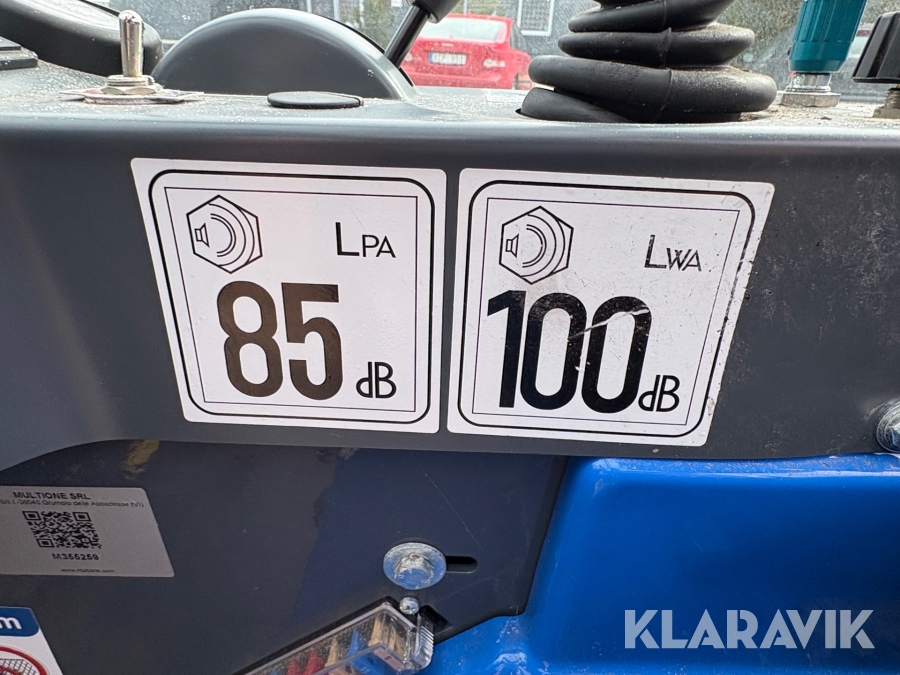 LPA
85 dB
LWA
100 dB
MULTIONE SRL
M355259
m
KLARAVIK